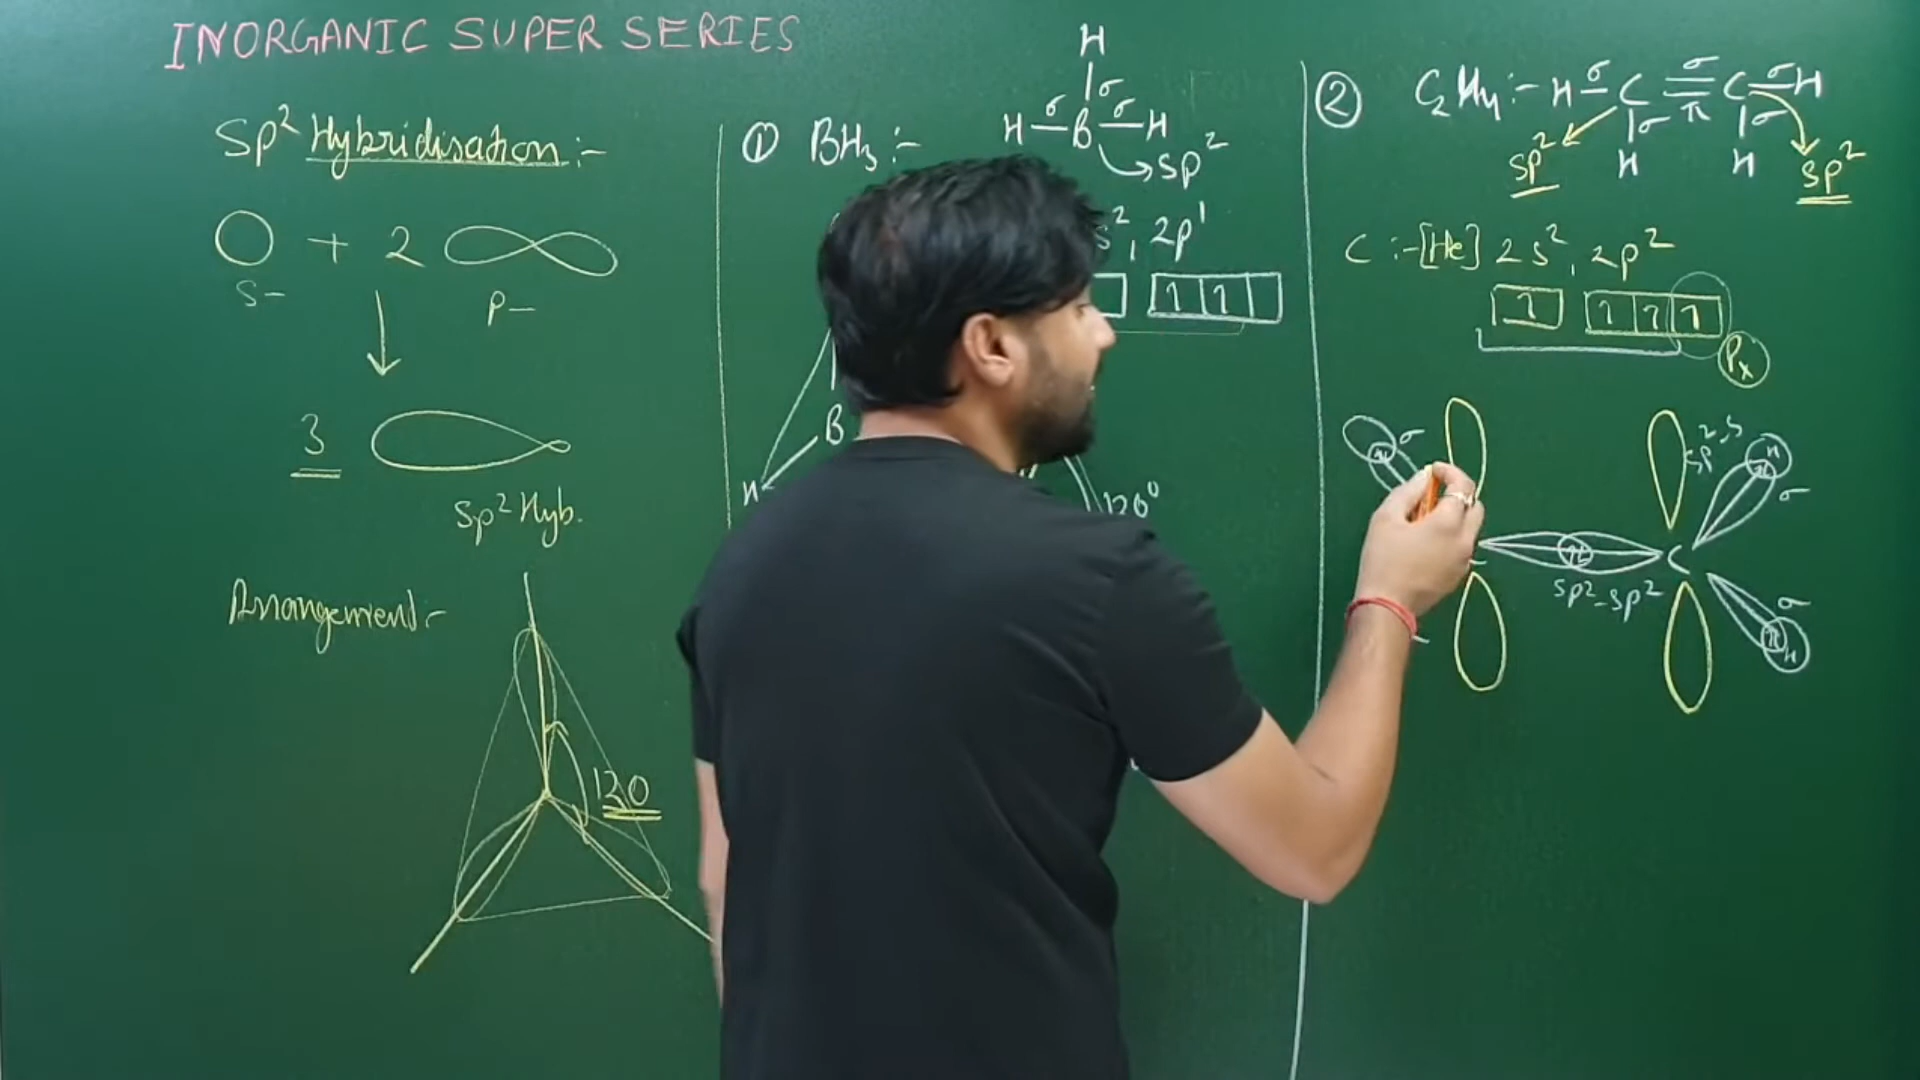 INORGANIC SUPER SERIES
Sp² Hybridisation :-
+ 2
S- P-
3
Sp² Hyb.
Arrangement :-
120
① BH₃ :-
H
σ
H σ B σ H
sp²
², 2p¹
1 1
B
H
120°
② C₂H₄ :- H σ C σ C σ H
π
σ σ
H H
sp² sp²
C :- [He] 2s², 2p²
1 1 1 1
Px
σ
sp², s
H
σ
C
sp²-sp²
σ
H